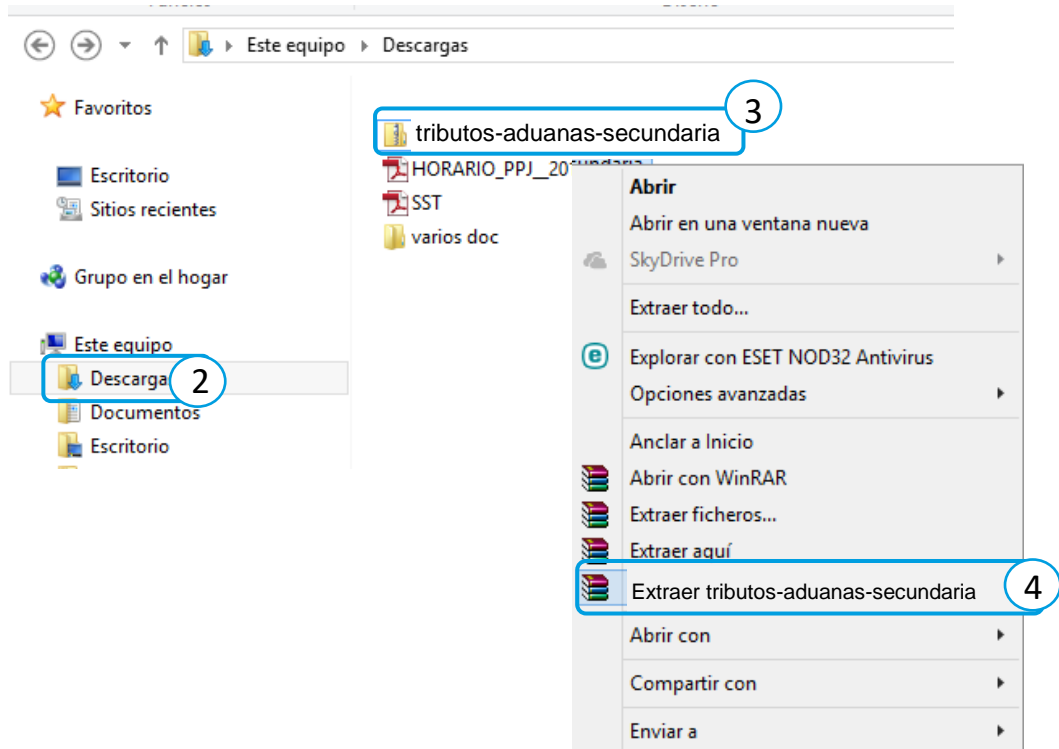 Este equipo Descargas
Favoritos
Escritorio
Sitios recientes
Grupo en el hogar
Este equipo
Descarga
2
Documentos
Escritorio
3
tributos-aduanas-secundaria
HORARIO_PPJ__20
SST
varios doc
Abrir
Abrir en una ventana nueva
SkyDrive Pro
Extraer todo...
Explorar con ESET NOD32 Antivirus
Opciones avanzadas
Anclar a Inicio
Abrir con WinRAR
Extraer ficheros...
Extraer aquí
Extraer tributos-aduanas-secundaria
4
Abrir con
Compartir con
Enviar a